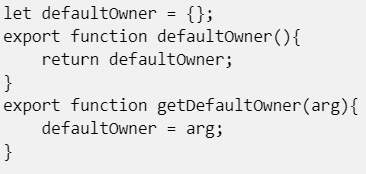 let defaultOwner = {};
export function defaultOwner(){
    return defaultOwner;
}
export function getDefaultOwner(arg){
    defaultOwner = arg;
}